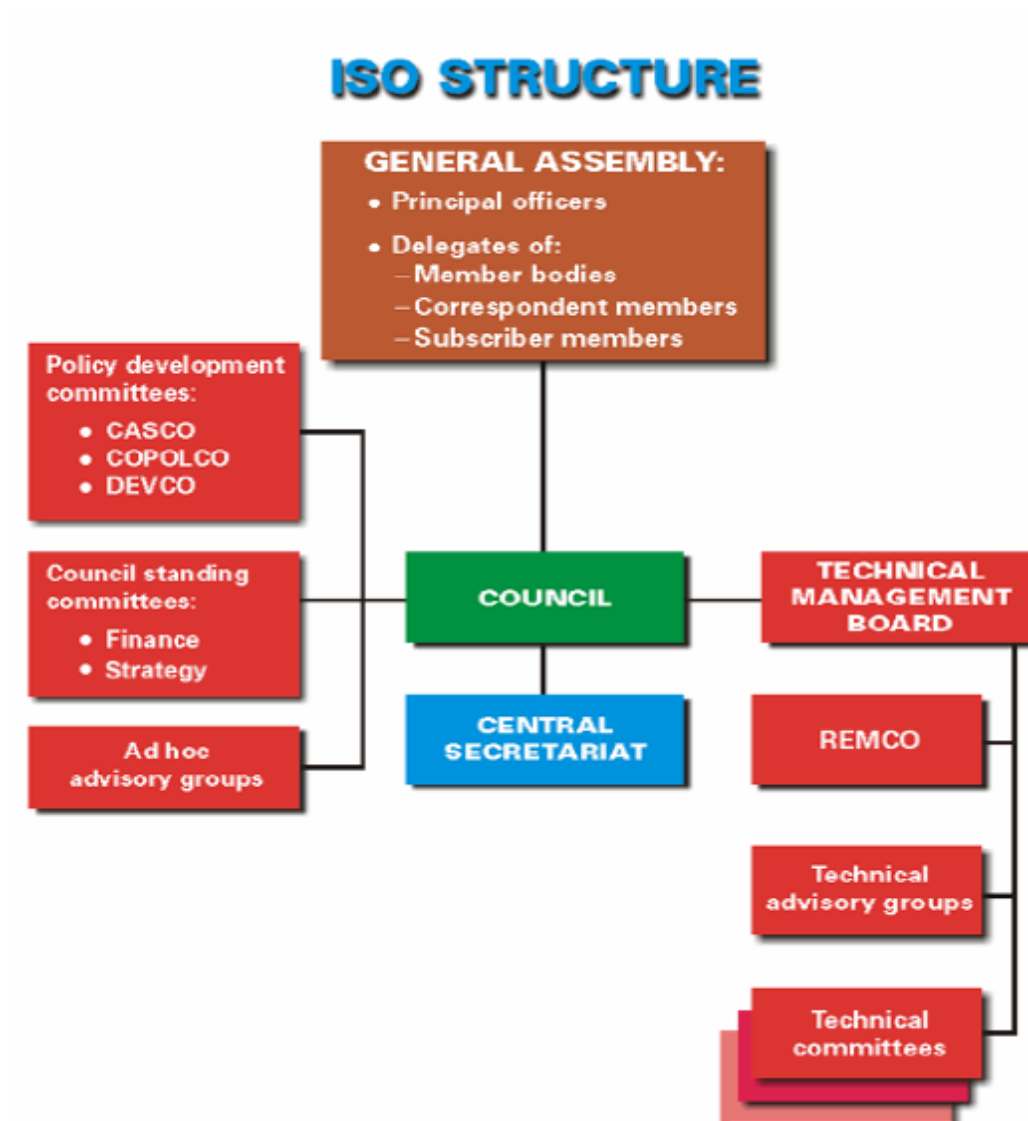 ISO STRUCTURE
GENERAL ASSEMBLY:
• Principal officers
• Delegates of:
–Member bodies
–Correspondent members
–Subscriber members
Policy development
committees:
• CASCO
• COPOLCO
• DEVCO
Council standing
committees:
• Finance
• Strategy
Ad hoc
advisory groups
COUNCIL
CENTRAL
SECRETARIAT
TECHNICAL
MANAGEMENT
BOARD
REMCO
Technical
advisory groups
Technical
committees